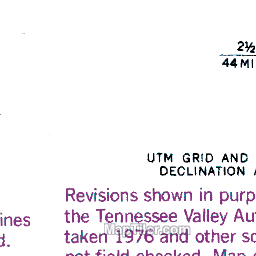 2½
44 MI
UTM GRID AND
DECLINATION
Revisions shown in purp
the Tennessee Valley Au
ines
taken 1976 and other so
d.
not field checked. Map
MapTiler.com